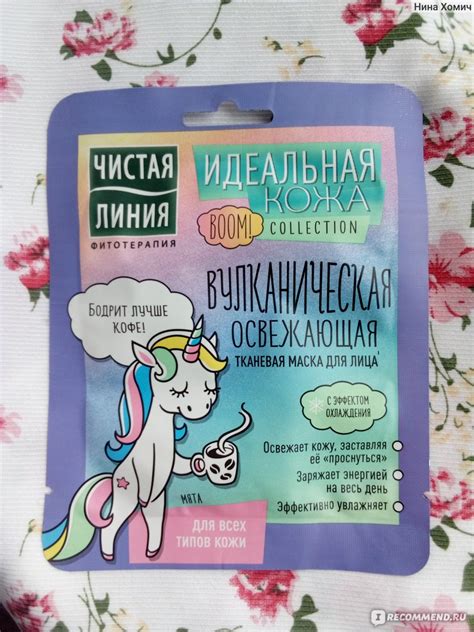 Нина Хомич
ЧИСТАЯ
ЛИНИЯ
ФИТОТЕРАПИЯ
ИДЕАЛЬНАЯ
КОЖА
BOOM!
COLLECTION
ВУЛКАНИЧЕСКАЯ
ОСВЕЖАЮЩАЯ
ТКАНЕВАЯ МАСКА ДЛЯ ЛИЦА
БОДРИТ ЛУЧШЕ
КОФЕ!
С ЭФФЕКТОМ
ОХЛАЖДЕНИЯ
Освежает кожу, заставляя
её «проснуться»
Заряжает энергией
на весь день
Эффективно увлажняет
МЯТА
ДЛЯ ВСЕХ
ТИПОВ КОЖИ
IRECOMMEND.RU